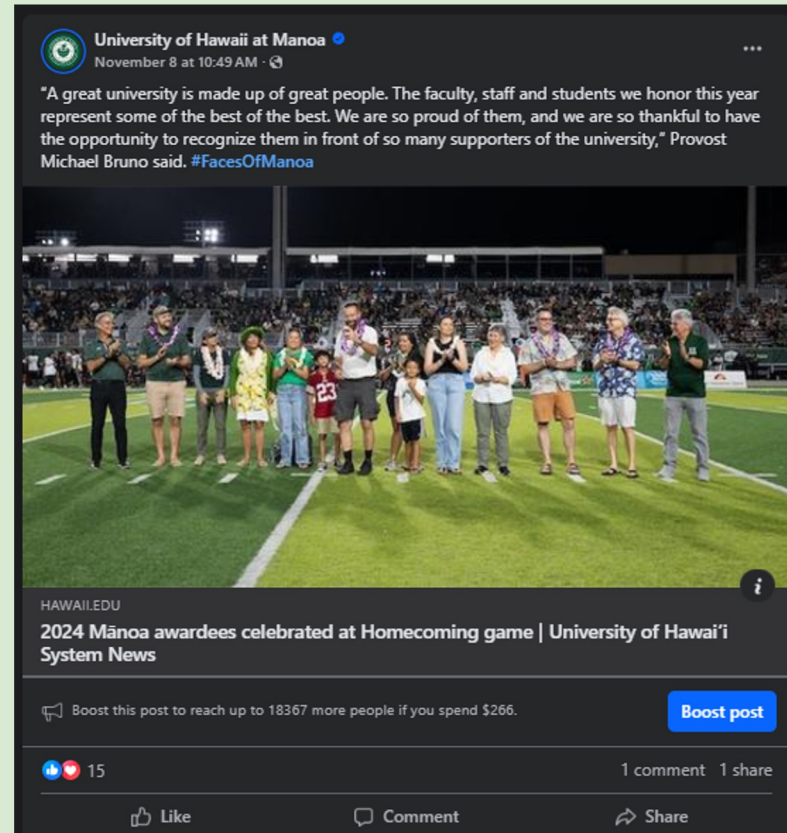 University of Hawaii at Manoa
November 8 at 10:49 AM ·
"A great university is made up of great people. The faculty, staff and students we honor this year
represent some of the best of the best. We are so proud of them, and we are so thankful to have
the opportunity to recognize them in front of so many supporters of the university," Provost
Michael Bruno said. #FacesOfManoa
23
HAWAII.EDU
2024 Mānoa awardees celebrated at Homecoming game | University of Hawaiʻi
System News
Boost this post to reach up to 18367 more people if you spend $266.
Boost post
15
1 comment 1 share
Like Comment Share